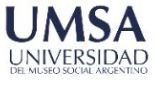 UMSA
UNIVERSIDAD
DEL MUSEO SOCIAL ARGENTINO